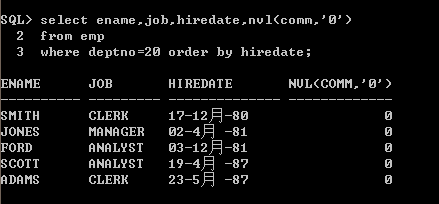 SQL> select ename,job,hiredate,nvl(comm,'0')
  2  from emp
  3  where deptno=20 order by hiredate;
ENAME      JOB       HIREDATE       NVL(COMM,'0')
---------- --------- -------------- -------------
SMITH      CLERK     17-12月-80                 0
JONES      MANAGER   02-4月 -81                 0
FORD       ANALYST   03-12月-81                 0
SCOTT      ANALYST   19-4月 -87                 0
ADAMS      CLERK     23-5月 -87                 0